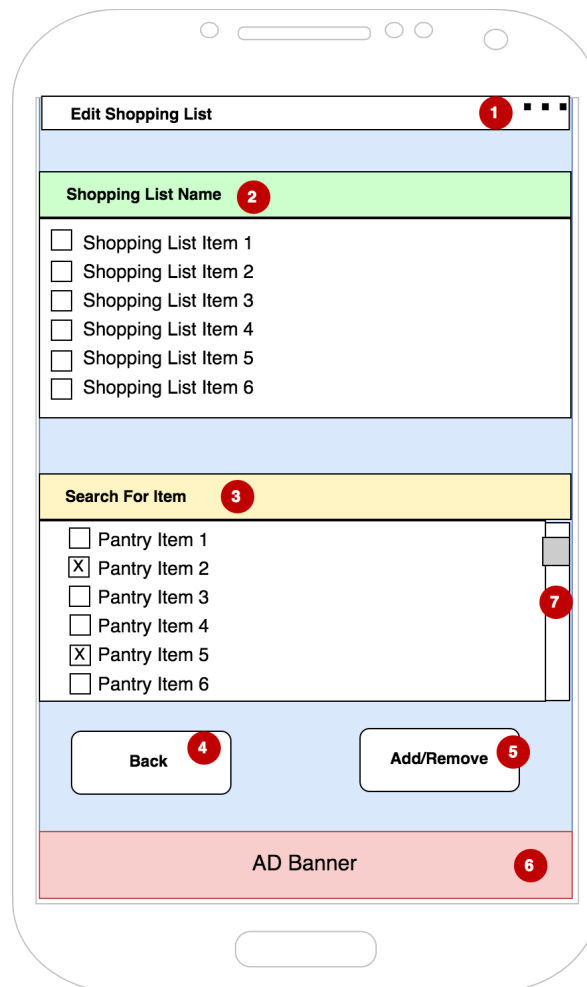 Edit Shopping List 1
Shopping List Name 2
Shopping List Item 1
Shopping List Item 2
Shopping List Item 3
Shopping List Item 4
Shopping List Item 5
Shopping List Item 6
Search For Item 3
Pantry Item 1
X Pantry Item 2
Pantry Item 3
Pantry Item 4
X Pantry Item 5
Pantry Item 6
7
Back 4
Add/Remove 5
AD Banner 6